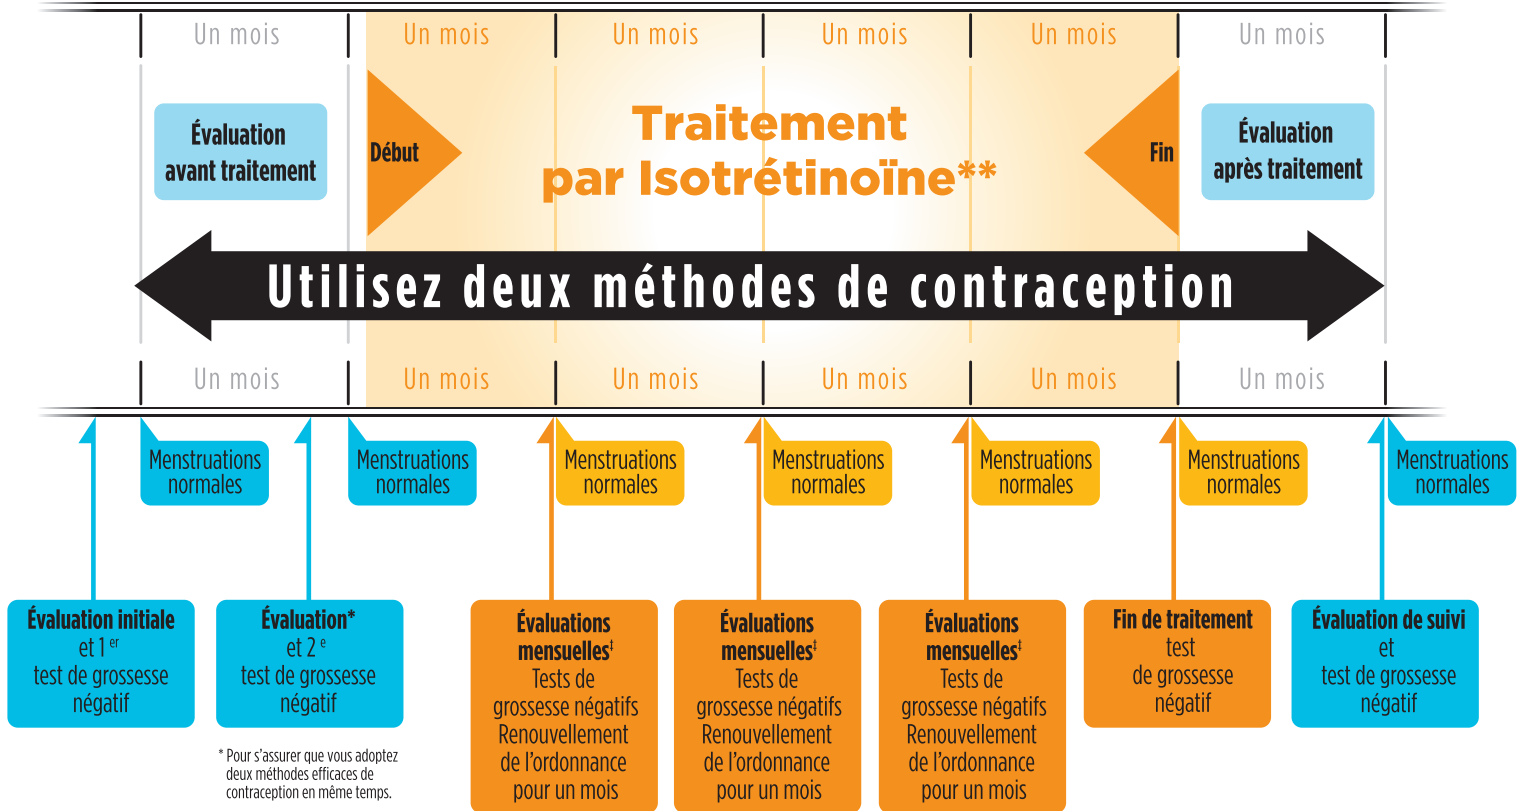 Un mois
Un mois
Un mois
Un mois
Un mois
Un mois
Évaluation
avant traitement
Début
Traitement
par Isotrétinoïne**
Fin
Évaluation
après traitement
Utilisez deux méthodes de contraception
Un mois
Un mois
Un mois
Un mois
Un mois
Un mois
Menstruations
normales
Menstruations
normales
Menstruations
normales
Menstruations
normales
Menstruations
normales
Menstruations
normales
Menstruations
normales
Évaluation initiale
et 1 er
test de grossesse
négatif
Évaluation*
et 2 e
test de grossesse
négatif
* Pour s’assurer que vous adoptez
deux méthodes efficaces de
contraception en même temps.
Évaluations
mensuelles‡
Tests de
grossesse négatifs
Renouvellement
de l’ordonnance
pour un mois
Évaluations
mensuelles‡
Tests de
grossesse négatifs
Renouvellement
de l’ordonnance
pour un mois
Évaluations
mensuelles‡
Tests de
grossesse négatifs
Renouvellement
de l’ordonnance
pour un mois
Fin de traitement
test
de grossesse
négatif
Évaluation de suivi
et
test de grossesse
négatif